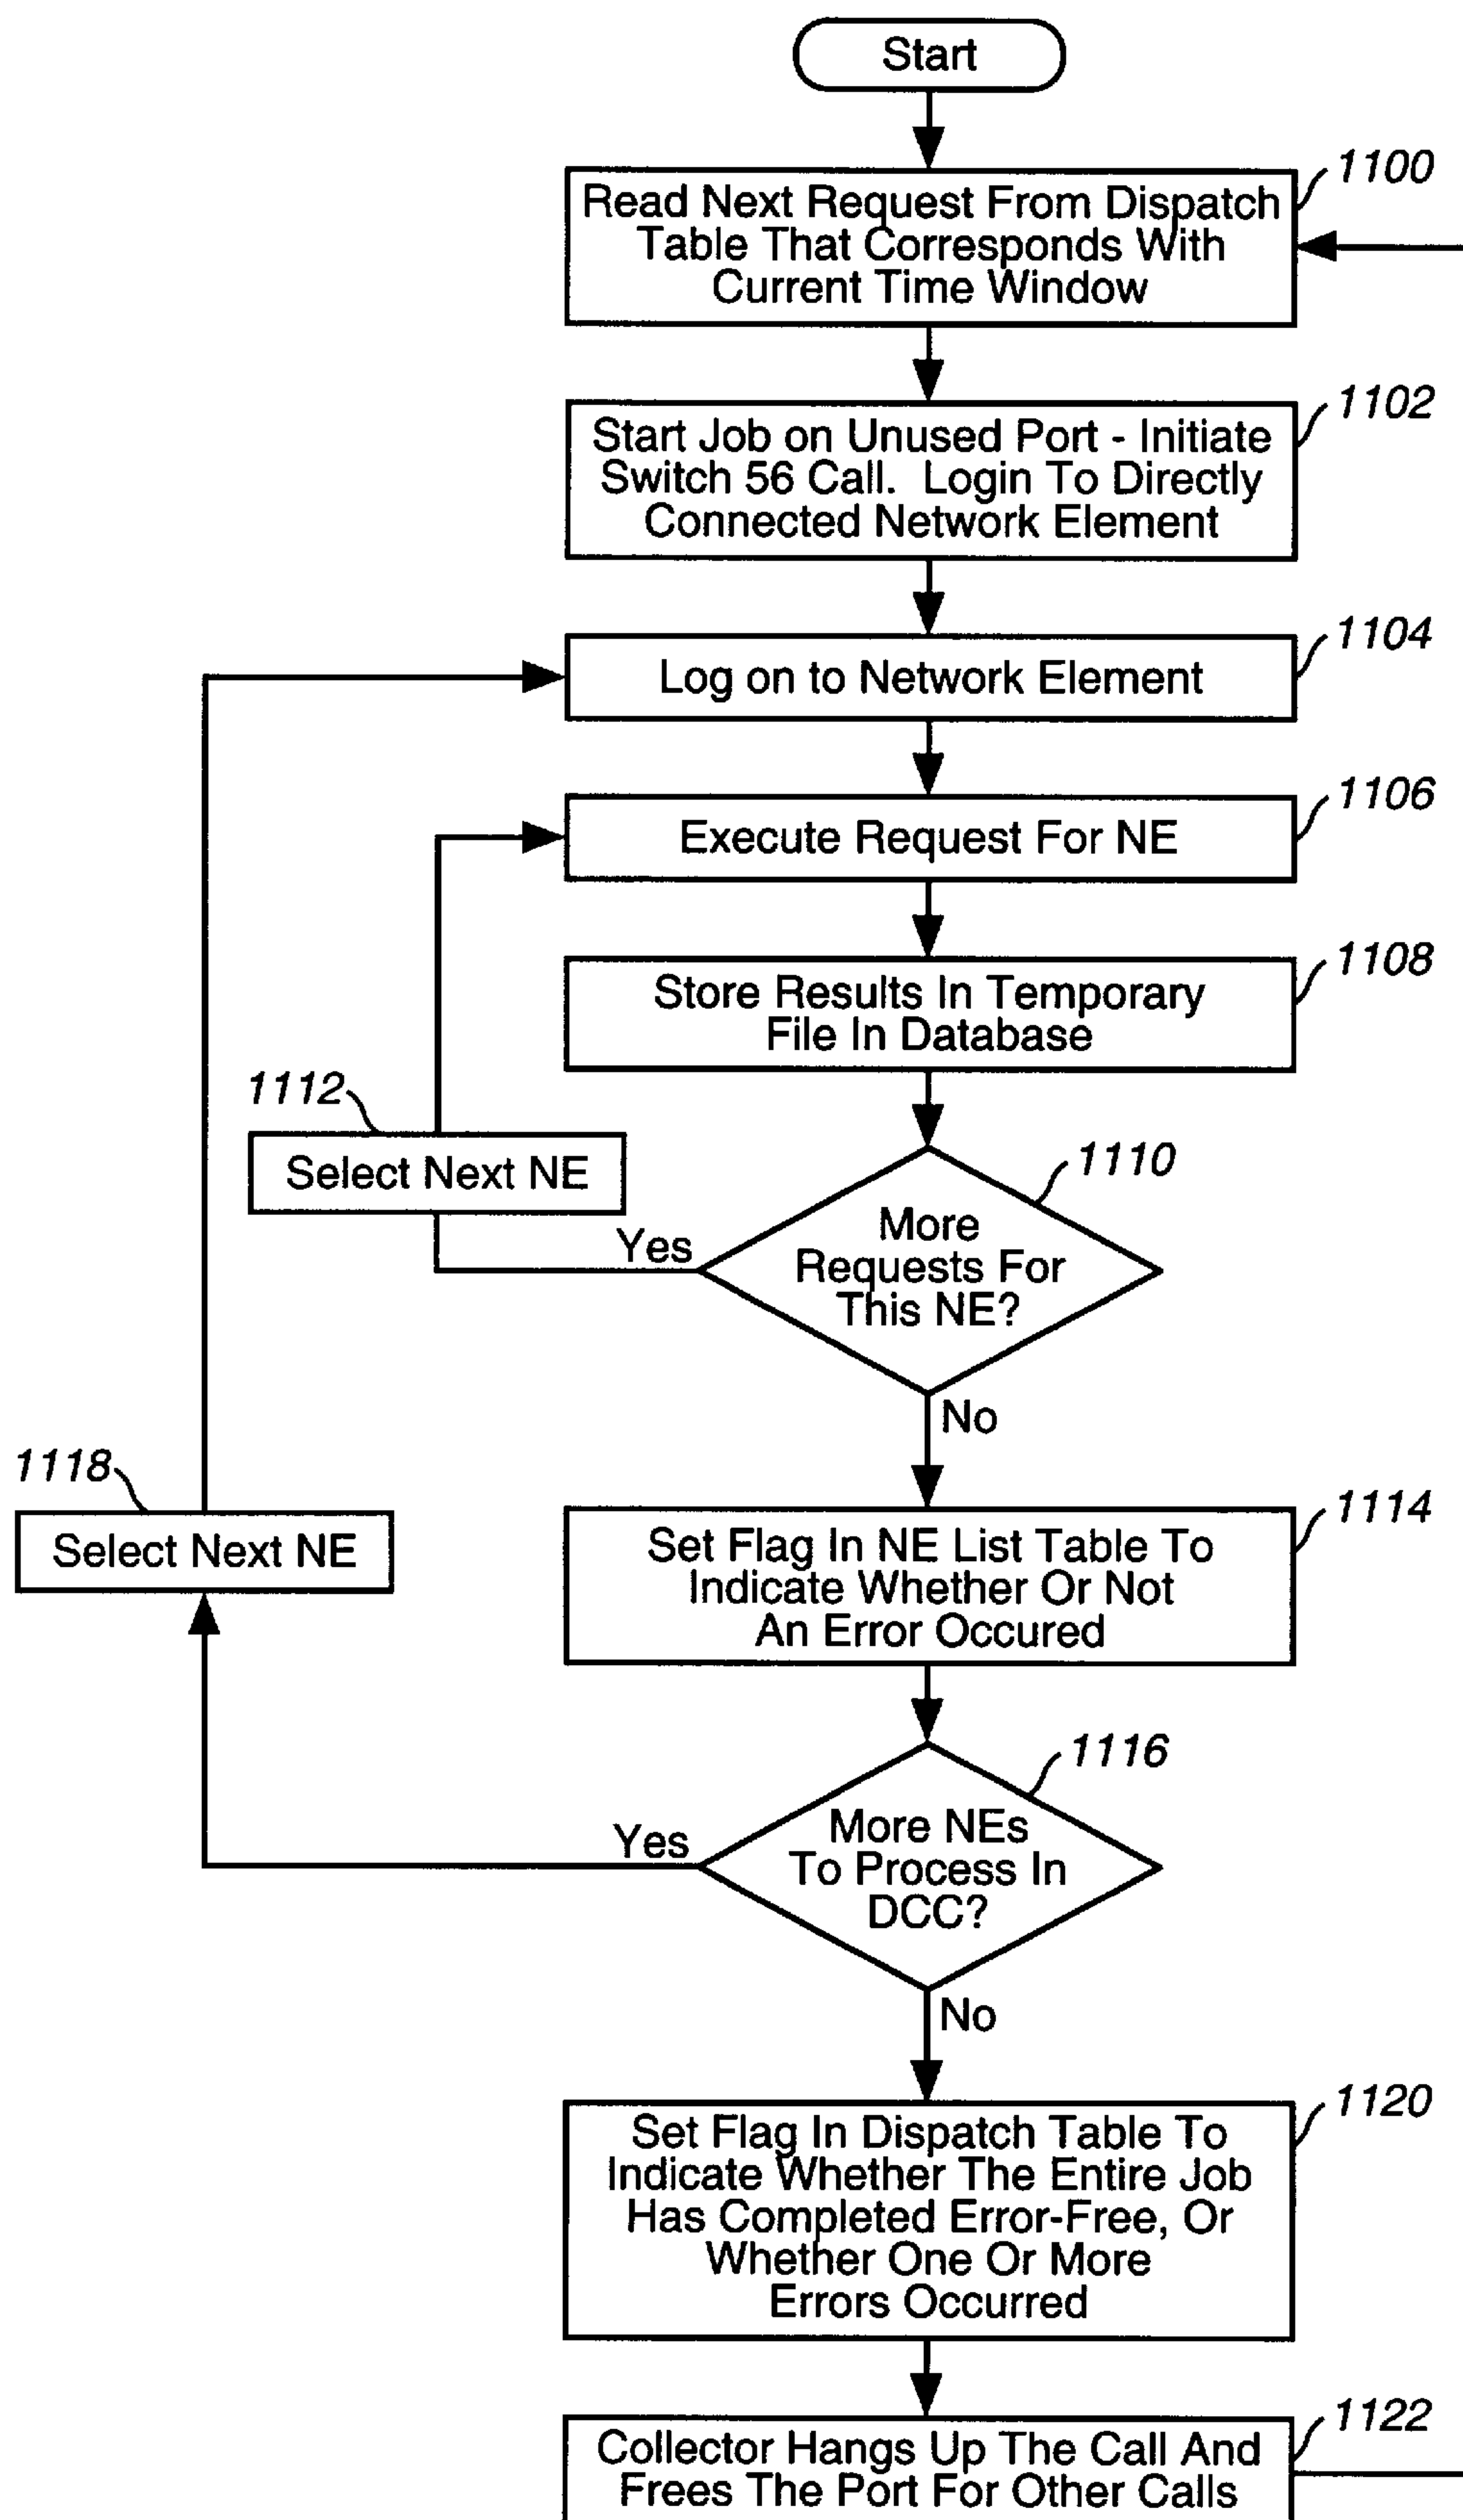 Start
1100
Read Next Request From Dispatch
Table That Corresponds With
Current Time Window
1102
Start Job on Unused Port - Initiate
Switch 56 Call. Login To Directly
Connected Network Element
1104
Log on to Network Element
1106
Execute Request For NE
1108
Store Results In Temporary
File In Database
1112
Select Next NE
1110
Yes
More
Requests For
This NE?
No
1118
Select Next NE
1114
Set Flag In NE List Table To
Indicate Whether Or Not
An Error Occured
1116
Yes
More NEs
To Process In
DCC?
No
1120
Set Flag In Dispatch Table To
Indicate Whether The Entire Job
Has Completed Error-Free, Or
Whether One Or More
Errors Occurred
1122
Collector Hangs Up The Call And
Frees The Port For Other Calls